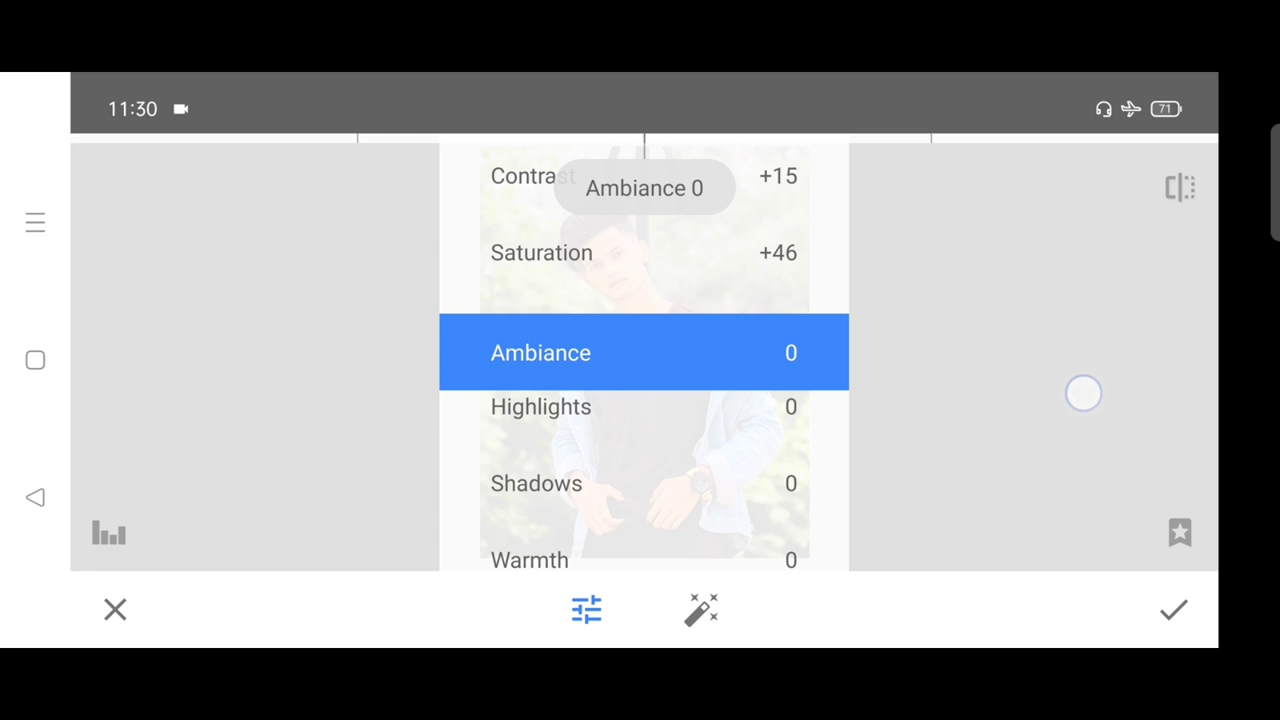 11:30
71
Contrast +15
Ambiance 0
Saturation +46
Ambiance 0
Highlights 0
Shadows 0
Warmth 0